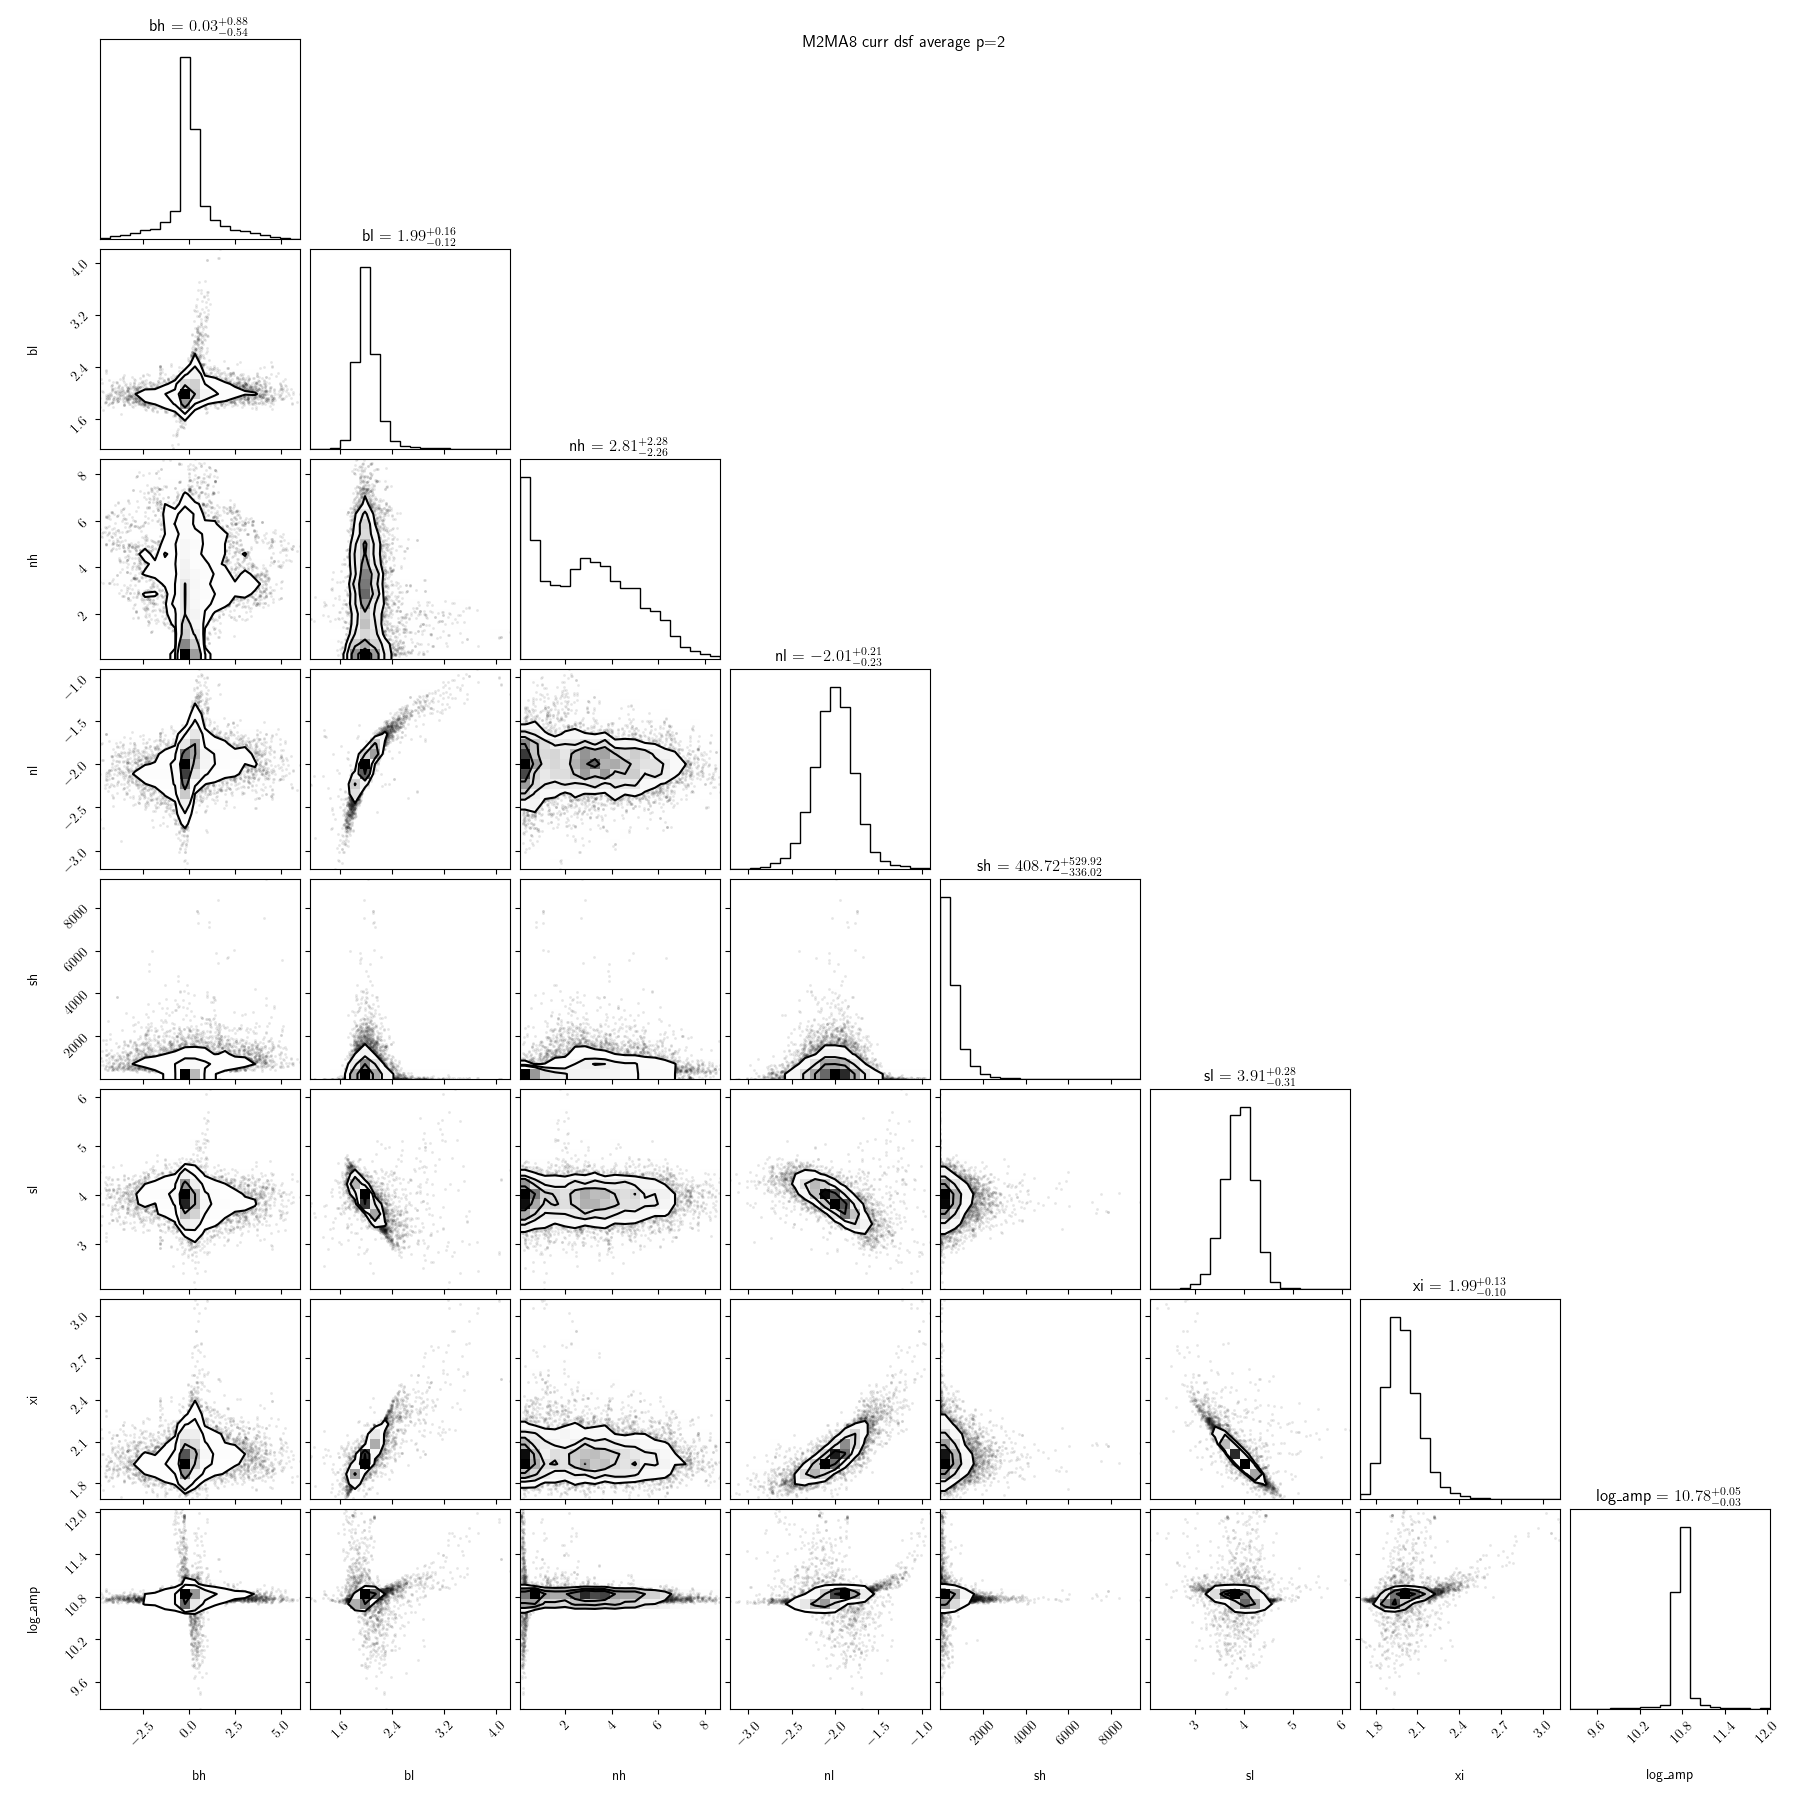 bh = 0.03+0.88 −0.54
M2MA8 curr dsf average p=2
bl = 1.99+0.16 −0.12
4.0
3.2
2.4
1.6
bl
nh = 2.81+2.28 −2.26
8
6
4
2
nh
nl = −2.01+0.21 −0.23
−1.0
−1.5
−2.0
−2.5
−3.0
nl
sh = 408.72+529.92 −336.02
8000
6000
4000
2000
sh
sl = 3.91+0.28 −0.31
6
5
4
3
sl
xi = 1.99+0.13 −0.10
3.0
2.7
2.4
2.1
1.8
xi
log_amp = 10.78+0.05 −0.03
12.0
11.4
10.8
10.2
9.6
log_amp
−2.5 0.0 2.5 5.0 1.6 2.4 3.2 4.0 2 4 6 8 −3.0 −2.5 −2.0 −1.5 −1.0 2000 4000 6000 8000 3 4 5 6 1.8 2.1 2.4 2.7 3.0 9.6 10.2 10.8 11.4 12.0
bh bl nh nl sh sl xi log_amp